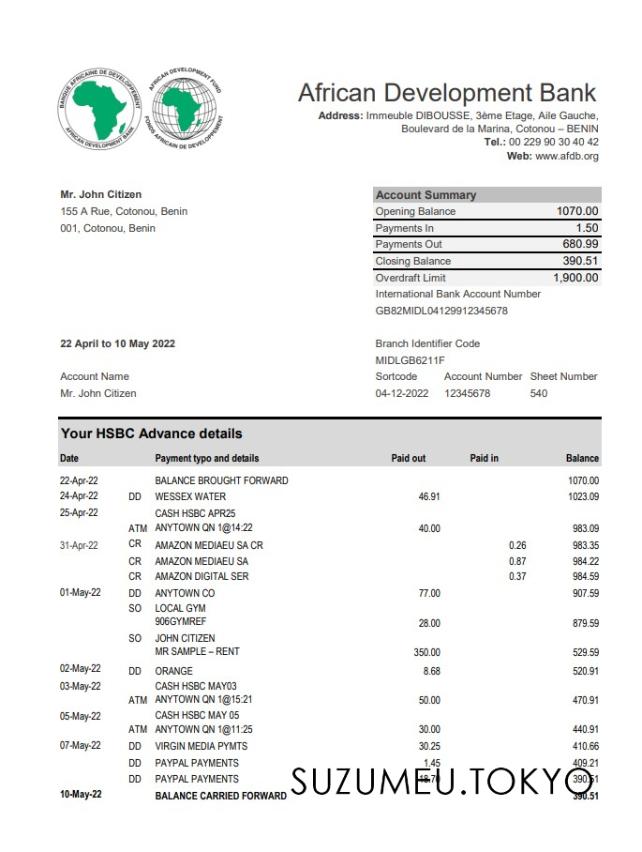 BANQUE AFRICAINE DE DEVELOPPEMENT
AFRICAN DEVELOPMENT BANK
AFRICAN DEVELOPMENT FUND
FONDS AFRICAIN DE DEVELOPPEMENT
African Development Bank
Address: Immeuble DIBOUSSE, 3ème Etage, Aile Gauche,
Boulevard de la Marina, Cotonou – BENIN
Tel.: 00 229 90 30 40 42
Web: www.afdb.org
Mr. John Citizen
155 A Rue, Cotonou, Benin
001, Cotonou, Benin
Account Summary
Opening Balance 1070.00
Payments In 1.50
Payments Out 680.99
Closing Balance 390.51
Overdraft Limit 1,900.00
International Bank Account Number
GB82MIDL04129912345678
22 April to 10 May 2022
Branch Identifier Code
MIDLGB6211F
Account Name
Mr. John Citizen
Sortcode Account Number Sheet Number
04-12-2022 12345678 540
Your HSBC Advance details
Date Payment typo and details Paid out Paid in Balance
22-Apr-22 BALANCE BROUGHT FORWARD 1070.00
24-Apr-22 DD WESSEX WATER 46.91 1023.09
25-Apr-22 CASH HSBC APR25
ATM ANYTOWN QN 1@14:22 40.00 983.09
31-Apr-22 CR AMAZON MEDIAEU SA CR 0.26 983.35
CR AMAZON MEDIAEU SA 0.87 984.22
CR AMAZON DIGITAL SER 0.37 984.59
01-May-22 DD ANYTOWN CO 77.00 907.59
SO LOCAL GYM
906GYMREF 28.00 879.59
SO JOHN CITIZEN
MR SAMPLE – RENT 350.00 529.59
02-May-22 DD ORANGE 8.68 520.91
03-May-22 CASH HSBC MAY03
ATM ANYTOWN QN 1@15:21 50.00 470.91
05-May-22 CASH HSBC MAY 05
ATM ANYTOWN QN 1@11:25 30.00 440.91
07-May-22 DD VIRGIN MEDIA PYMTS 30.25 410.66
DD PAYPAL PAYMENTS 1.45 409.21
DD PAYPAL PAYMENTS 18.70 390.51
10-May-22 BALANCE CARRIED FORWARD 390.51
SUZUMEU.TOKYO